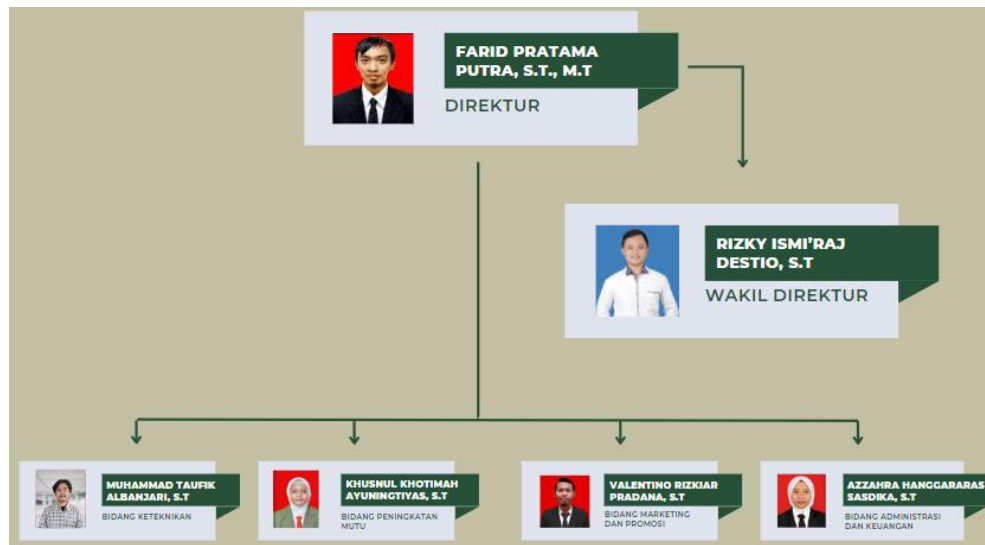 FARID PRATAMA
PUTRA, S.T., M.T
DIREKTUR
RIZKY ISMI'RAJ
DESTIO, S.T
WAKIL DIREKTUR
MUHAMMAD TAUFIK
ALBANJARI, S.T
BIDANG KETEKNIKAN
KHUSNUL KHOTIMAH
AYUNINGTIYAS, S.T
BIDANG PENINGKATAN
MUTU
VALENTINO RIZKIAR
PRADANA, S.T
BIDANG MARKETING
DAN PROMOSI
AZZAHRA HANGGARARAS
SASDIKA, S.T
BIDANG ADMINISTRASI
DAN KEUANGAN